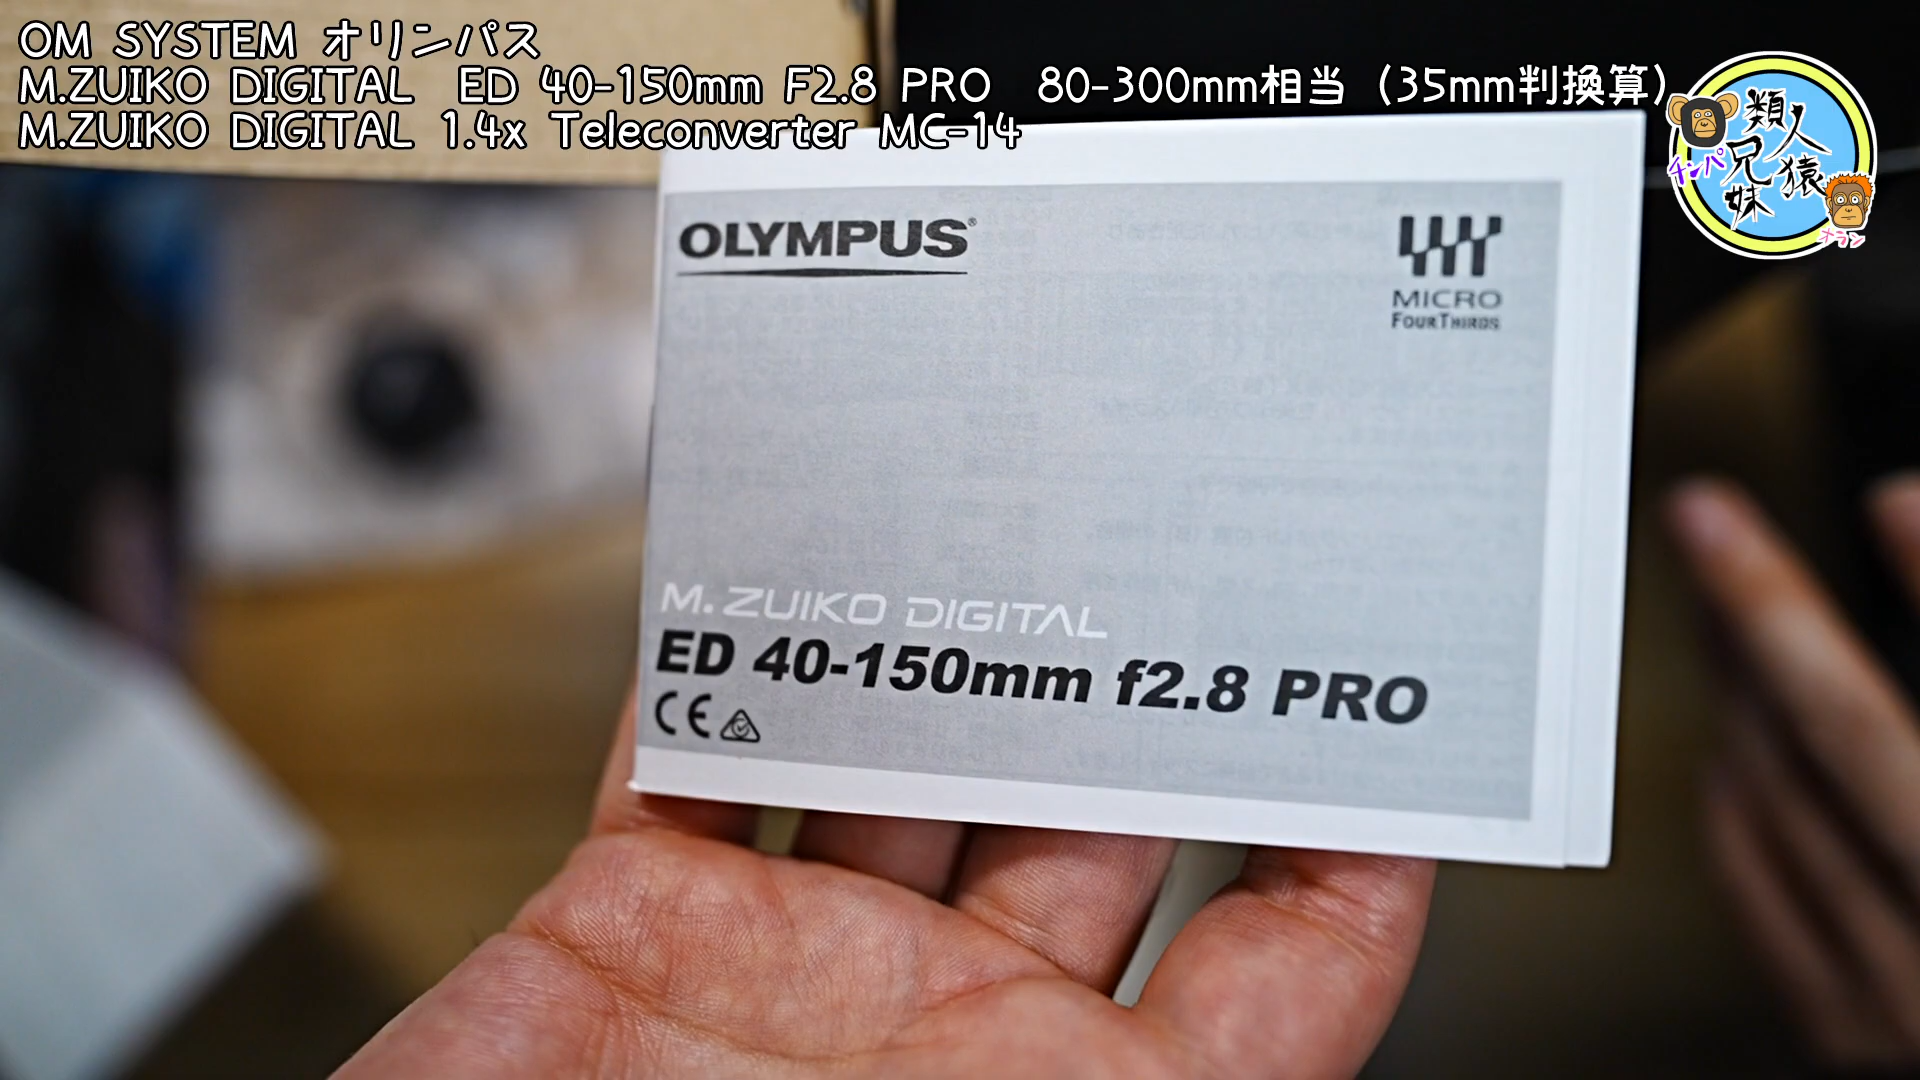 OM SYSTEM オリンパス
M.ZUIKO DIGITAL ED 40-150mm F2.8 PRO 80-300mm相当（35mm判換算）
M.ZUIKO DIGITAL 1.4x Teleconverter MC-14
類人猿
兄妹
チンパ
オラン
OLYMPUS®
MICRO
FOUR THIRDS
M.ZUIKO DIGITAL
ED 40-150mm f2.8 PRO
CE